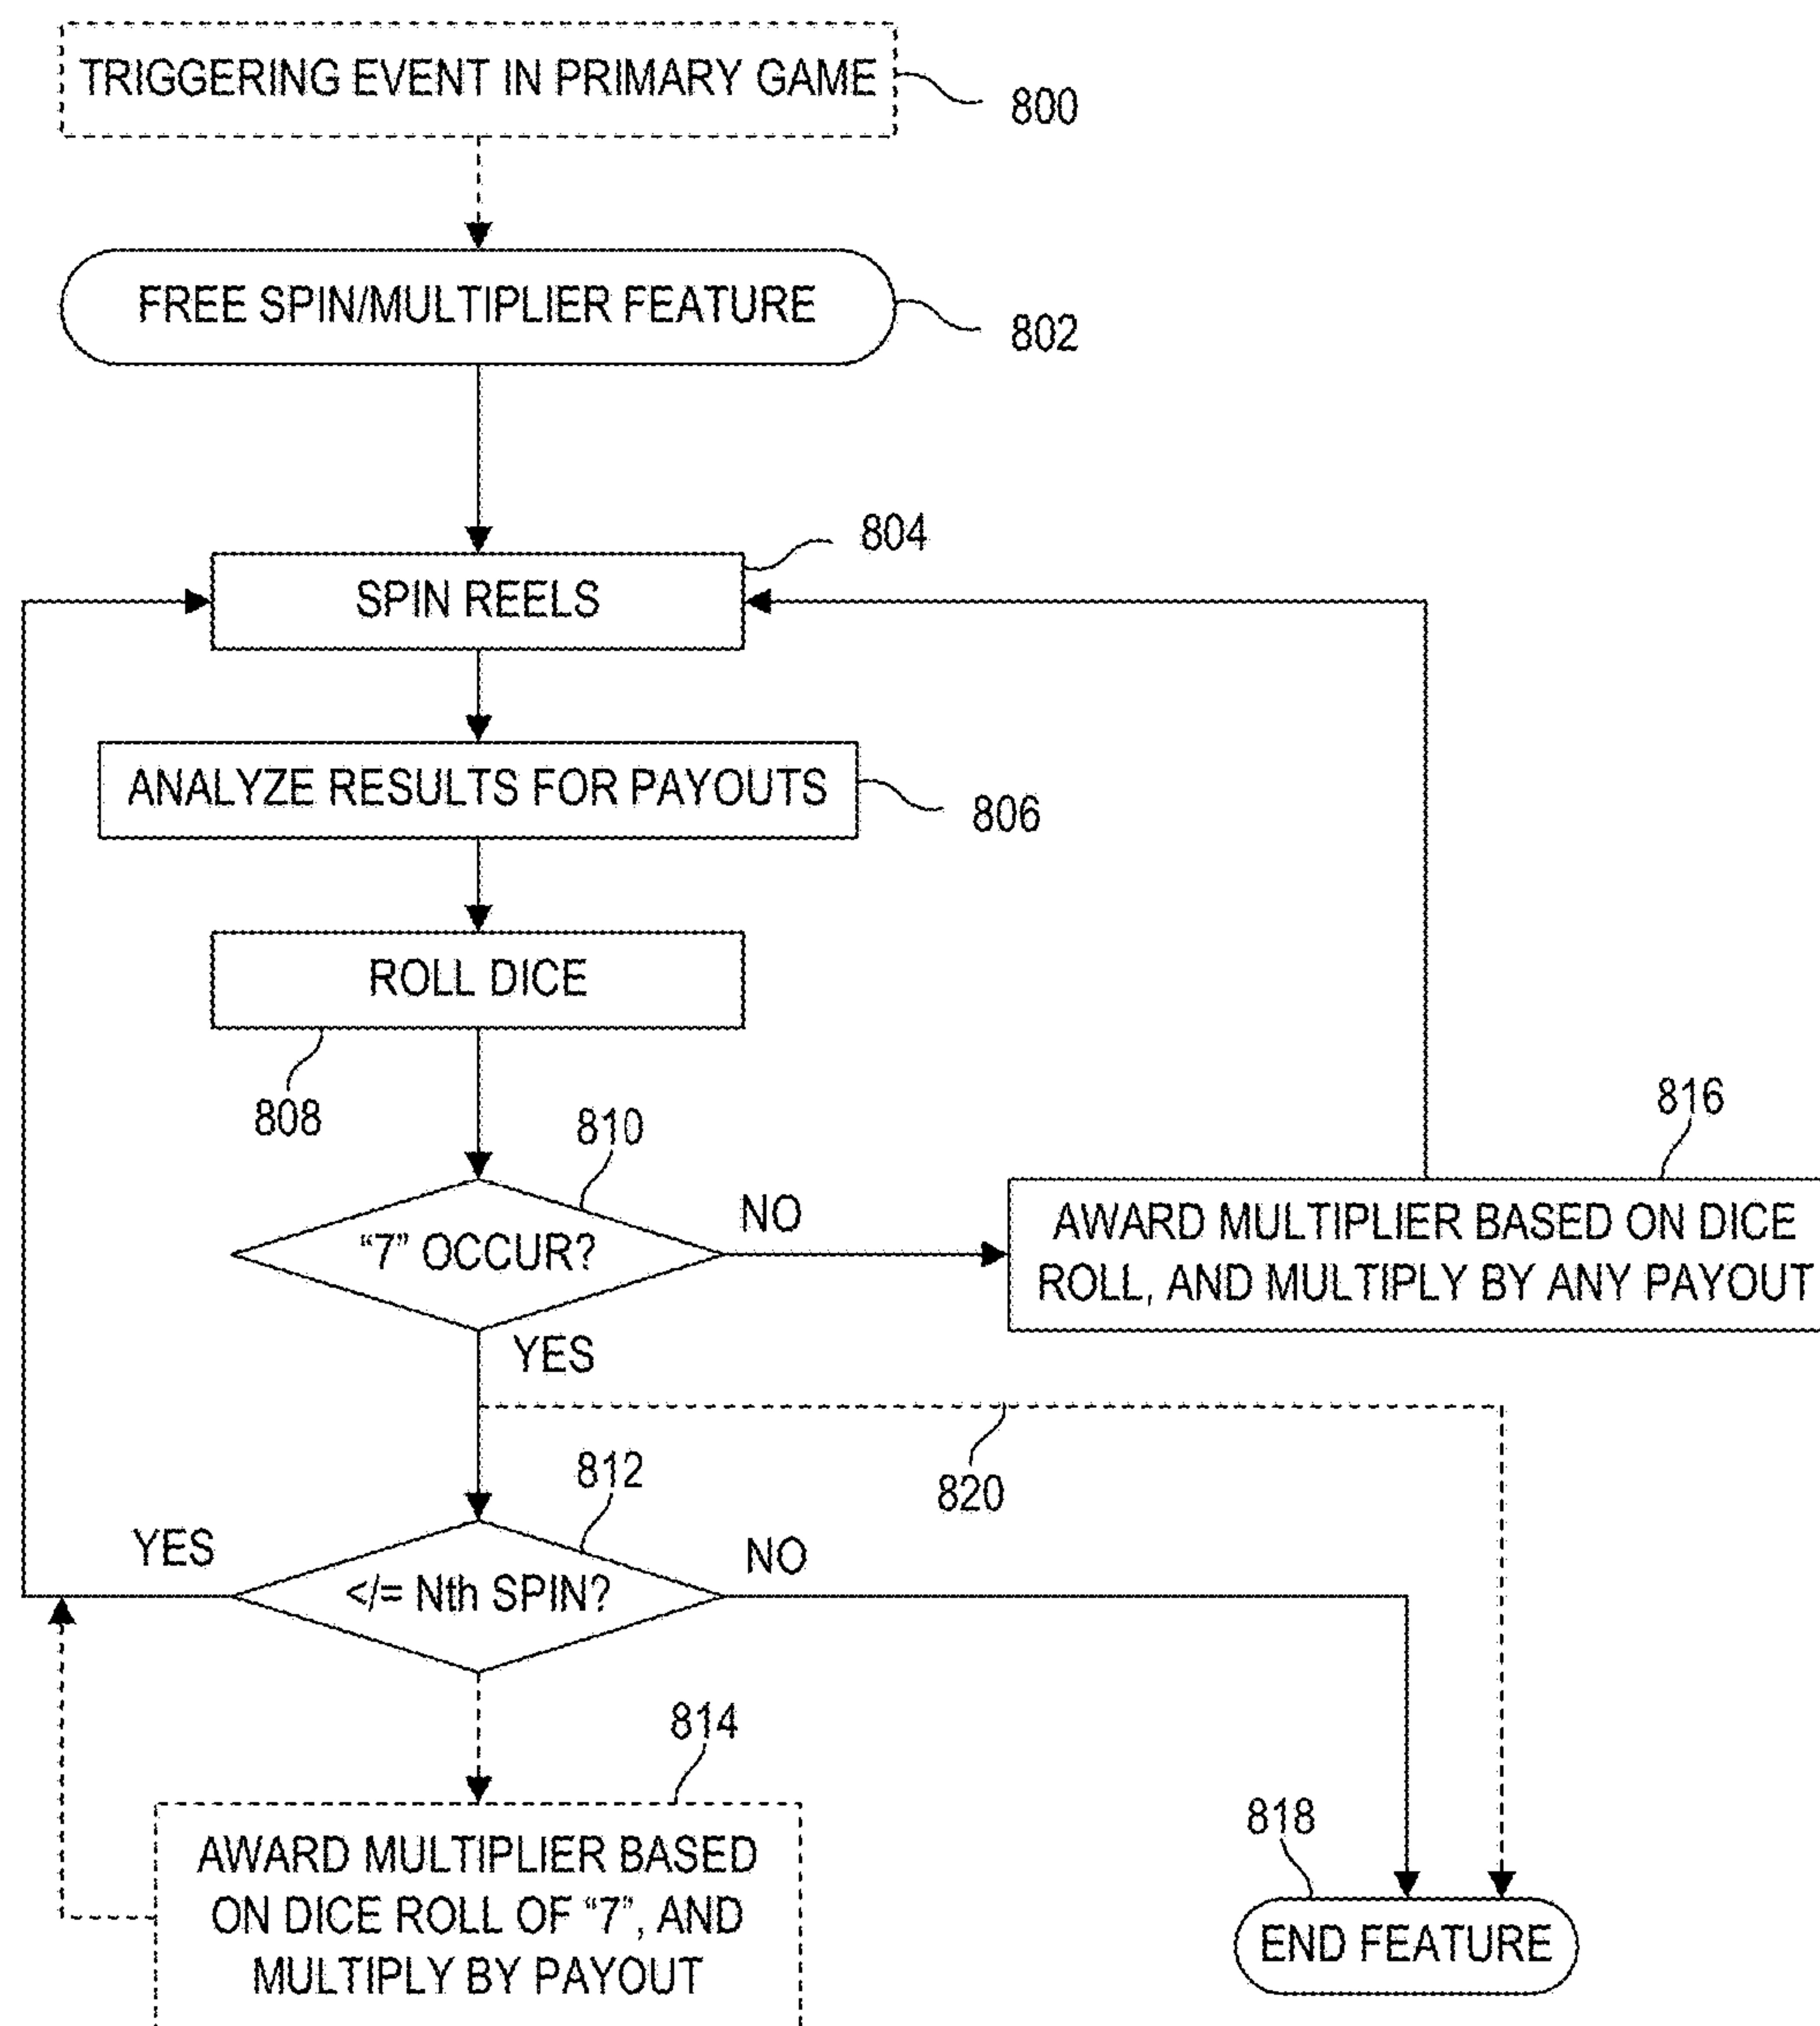 TRIGGERING EVENT IN PRIMARY GAME
800
FREE SPIN/MULTIPLIER FEATURE
802
804
SPIN REELS
ANALYZE RESULTS FOR PAYOUTS
806
ROLL DICE
808
810
816
“7” OCCUR?
NO
AWARD MULTIPLIER BASED ON DICE
ROLL, AND MULTIPLY BY ANY PAYOUT
YES
820
812
YES
</= Nth SPIN?
NO
814
AWARD MULTIPLIER BASED
ON DICE ROLL OF “7”, AND
MULTIPLY BY PAYOUT
818
END FEATURE